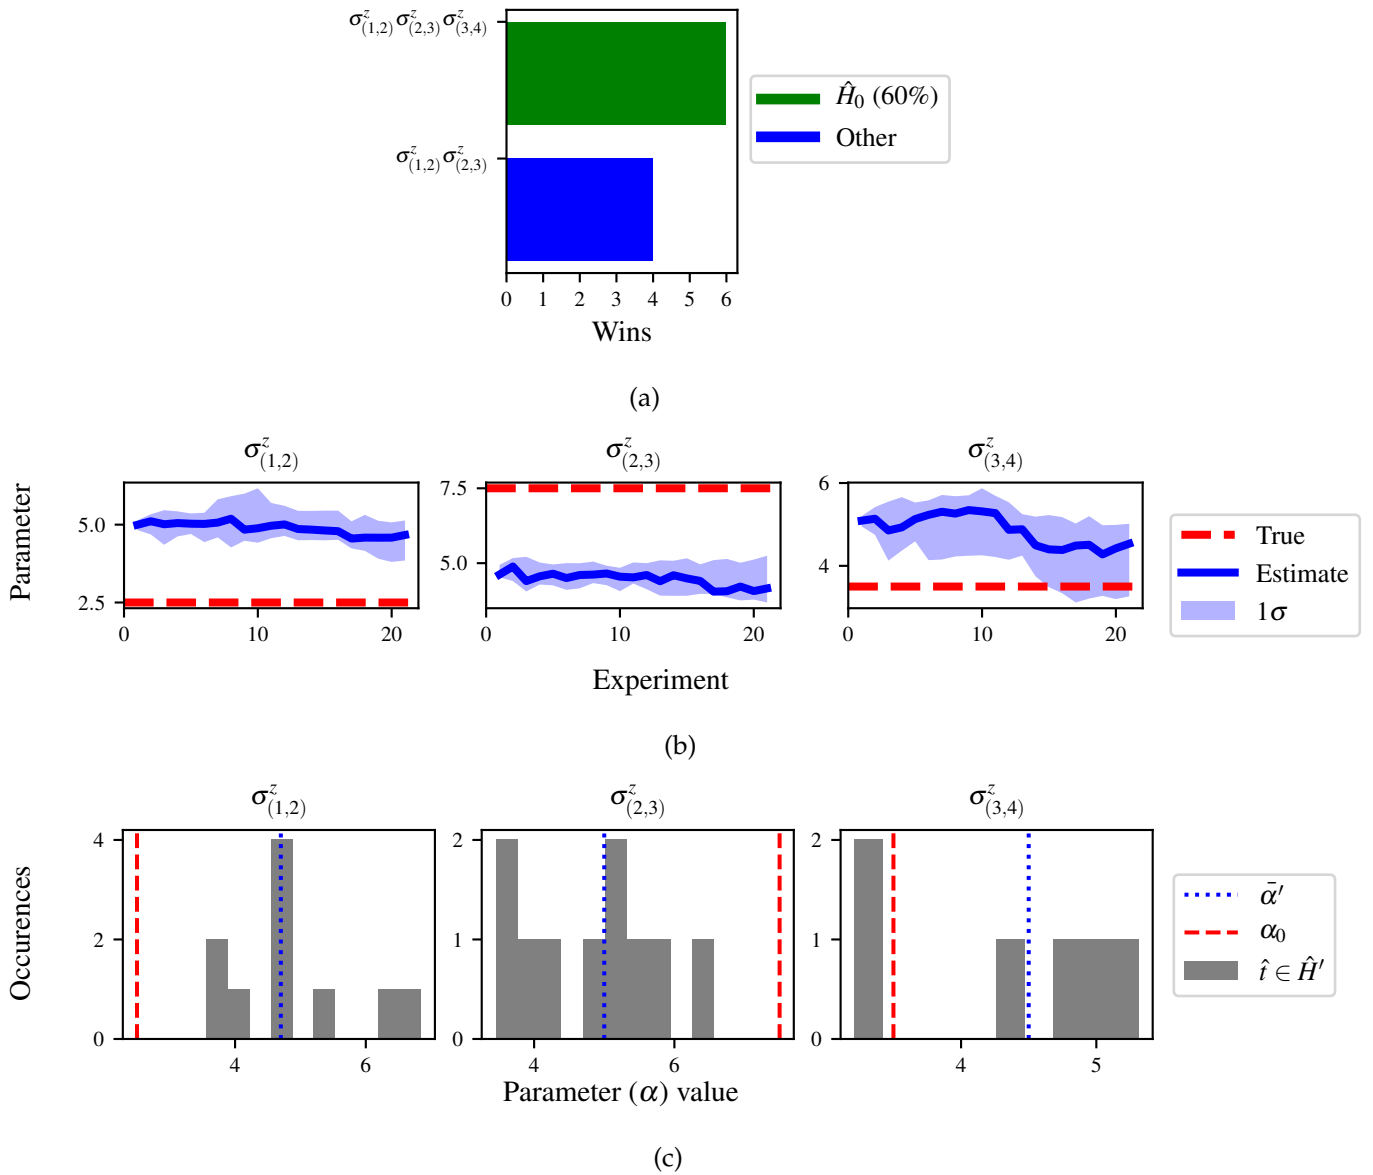 σ^z_(1,2)σ^z_(2,3)σ^z_(3,4)
σ^z_(1,2)σ^z_(2,3)
0 1 2 3 4 5 6
Wins
Ĥ₀ (60%)
Other
(a)
Parameter
σ^z_(1,2)
5.0
2.5
0 10 20
σ^z_(2,3)
7.5
5.0
0 10 20
σ^z_(3,4)
6
4
0 10 20
Experiment
True
Estimate
1σ
(b)
Occurences
σ^z_(1,2)
4
2
0
4 6
σ^z_(2,3)
2
1
0
4 6
σ^z_(3,4)
2
1
0
4 5
Parameter (α) value
ᾱ′
α₀
t̂ ∈ Ĥ′
(c)